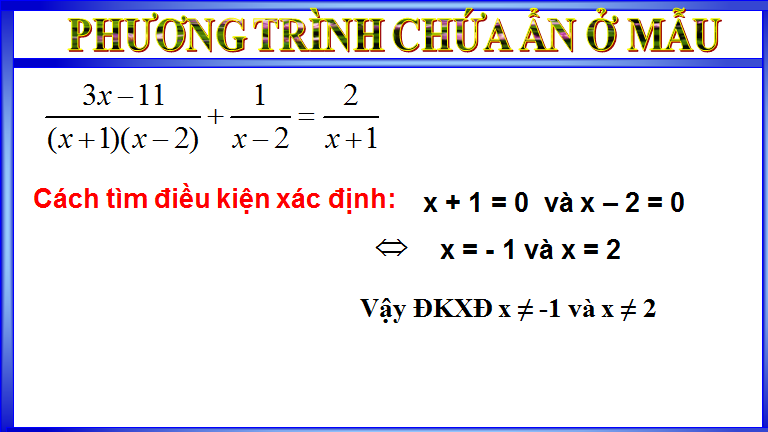 PHƯƠNG TRÌNH CHỨA ẨN Ở MẪU
(3x − 11)/((x + 1)(x − 2)) + 1/(x − 2) = 2/(x + 1)
Cách tìm điều kiện xác định: x + 1 = 0 và x – 2 = 0
⇔ x = - 1 và x = 2
Vậy ĐKXĐ x ≠ -1 và x ≠ 2